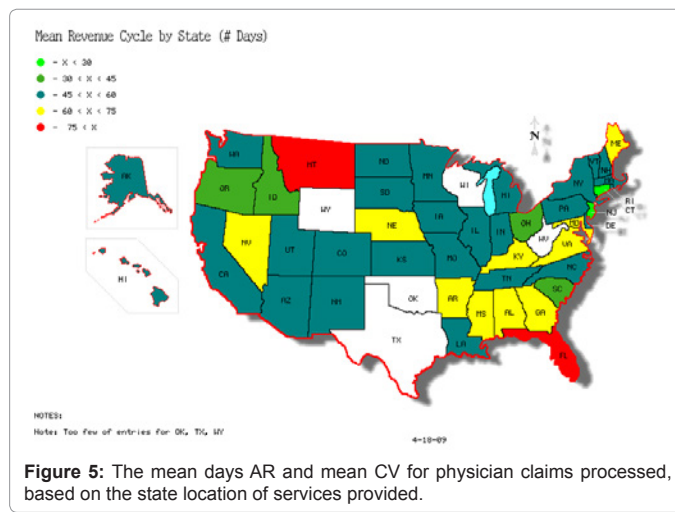 Mean Revenue Cycle by State (# Days)
- X < 30
- 30 < X < 45
- 45 < X < 60
- 60 < X < 75
- 75 < X
N
AK
HI
WA
OR
ID
MT
ND
MN
WI
MI
SD
WY
NV
UT
CO
NE
IA
IL
IN
OH
PA
NY
VT
NH
ME
RI
CT
NJ
DE
MD
WV
VA
KY
CA
AZ
NM
KS
MO
OK
AR
TN
NC
SC
TX
LA
MS
AL
GA
FL
NOTES:
Note: Too few of entries for OK, TX, WY
4-18-09
Figure 5: The mean days AR and mean CV for physician claims processed,
based on the state location of services provided.